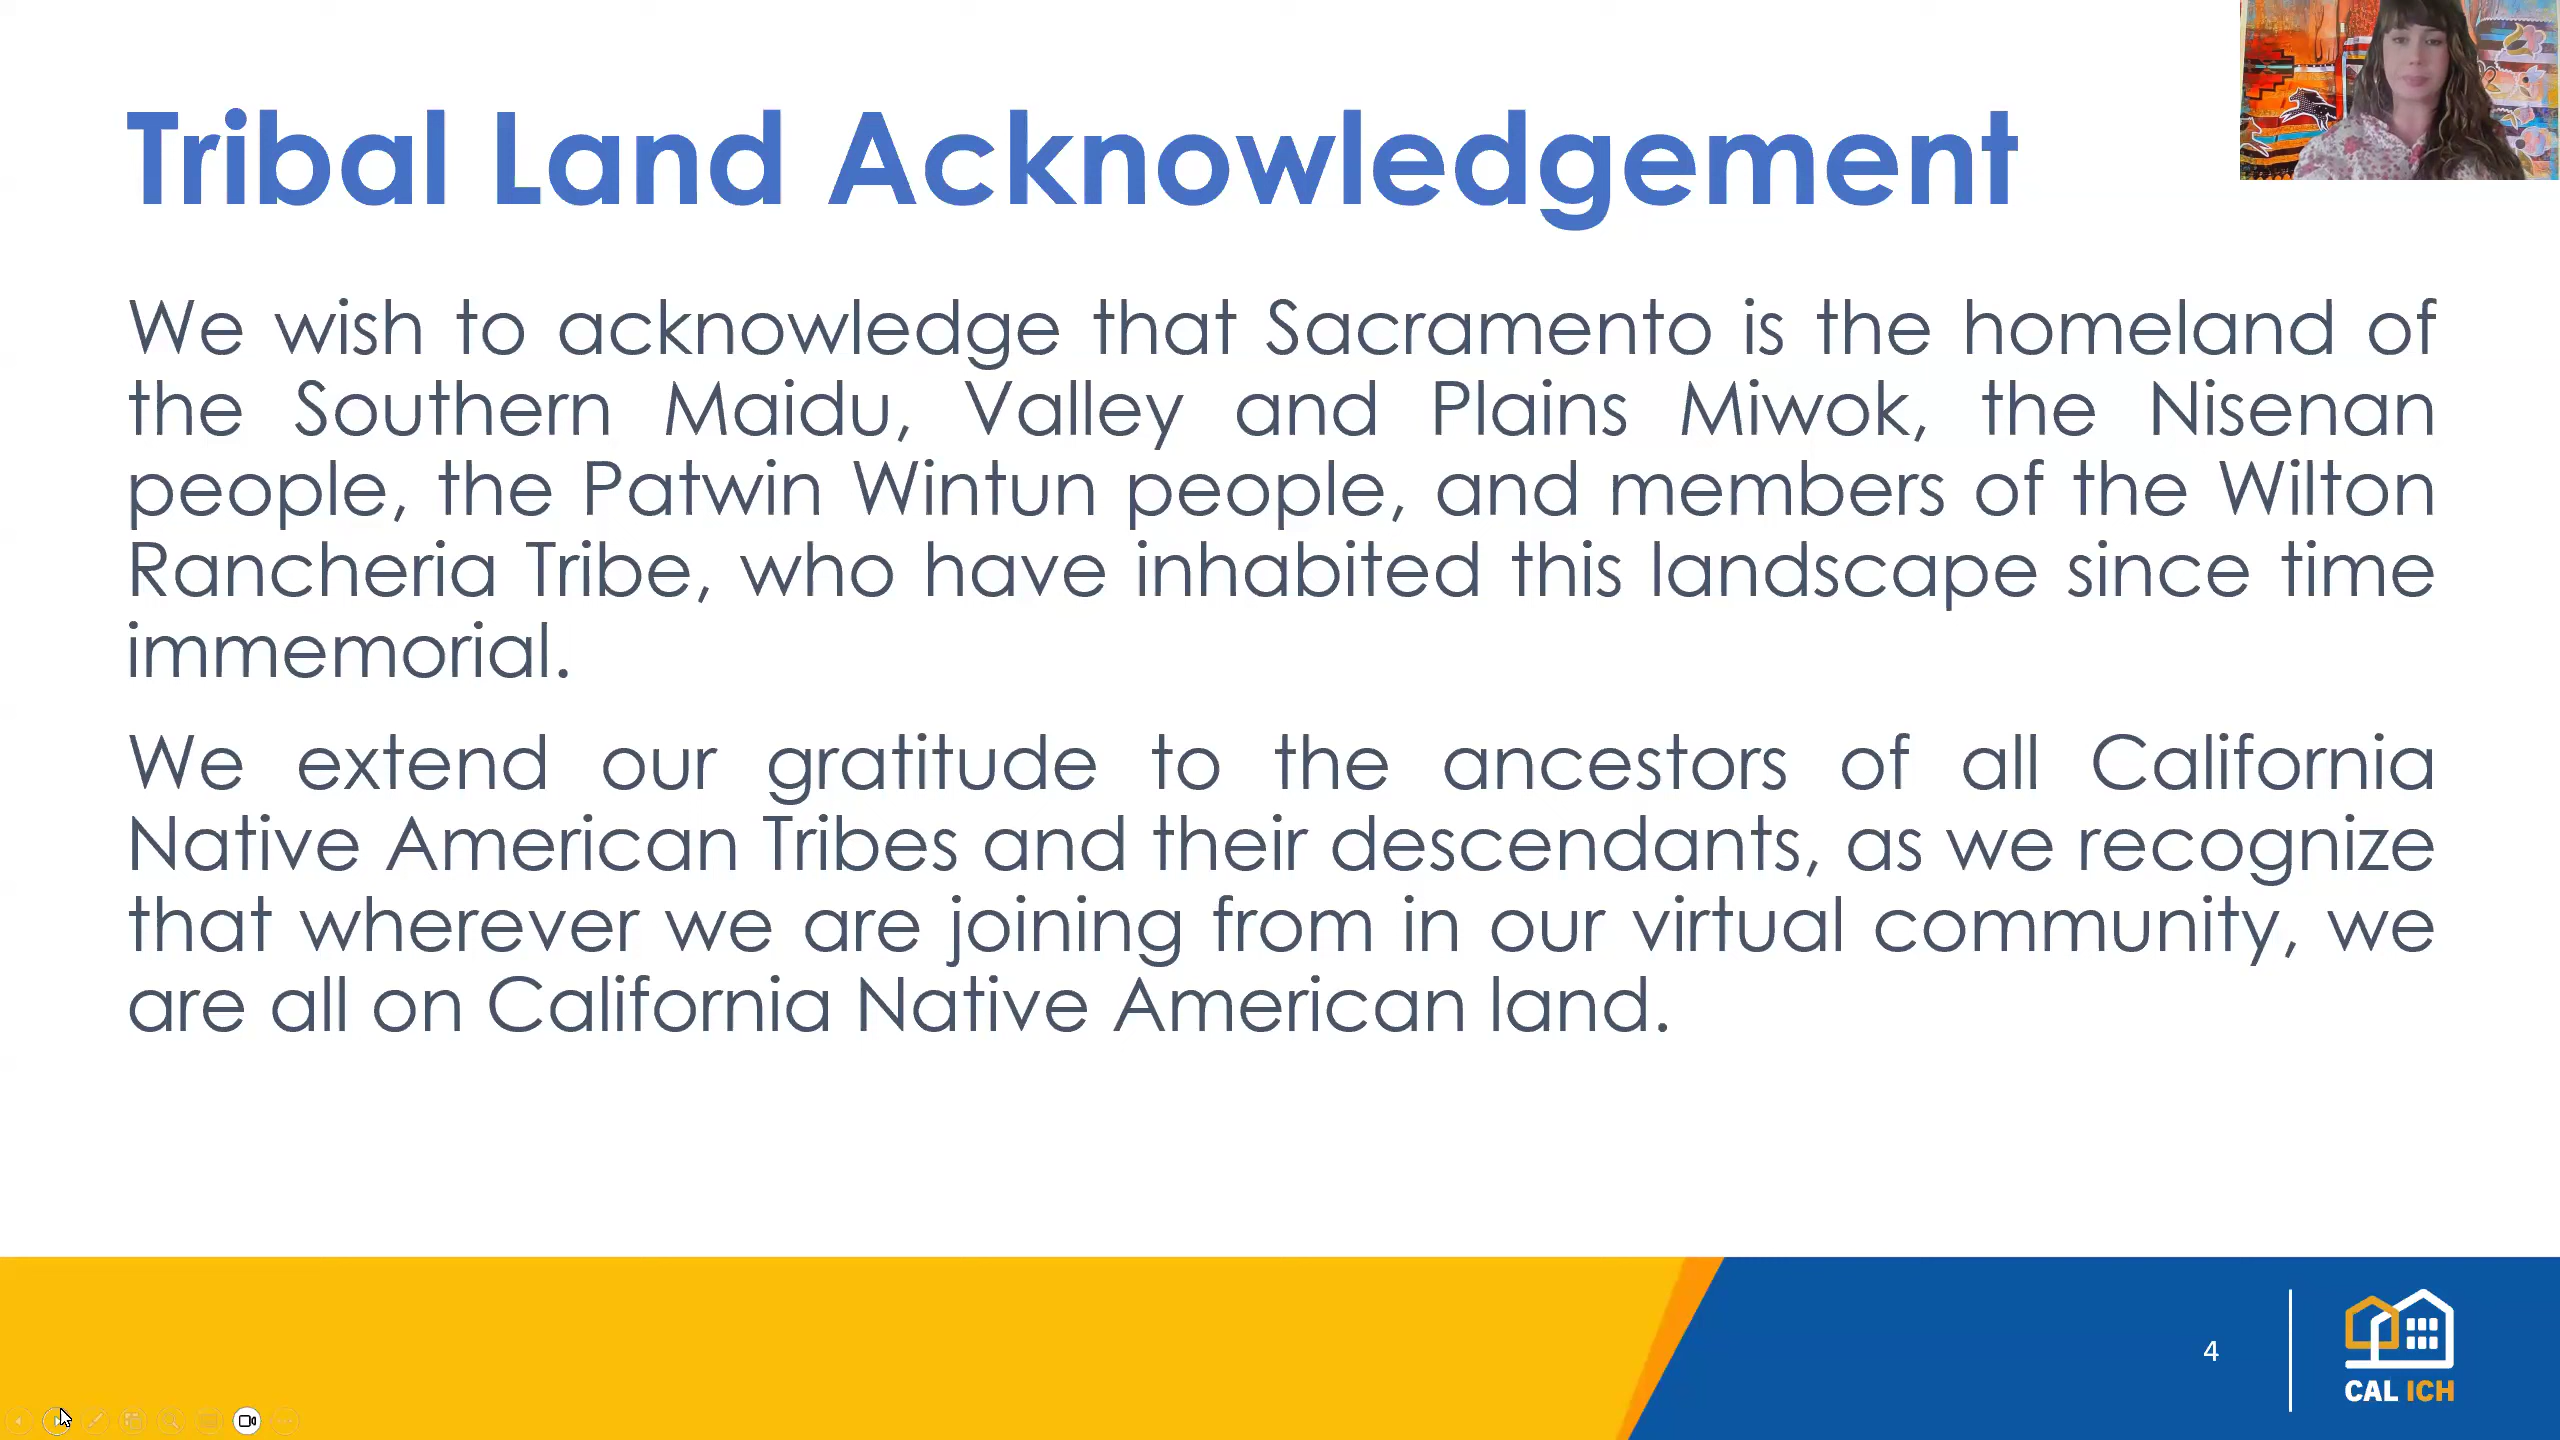 Tribal Land Acknowledgement
We wish to acknowledge that Sacramento is the homeland of
the Southern Maidu, Valley and Plains Miwok, the Nisenan
people, the Patwin Wintun people, and members of the Wilton
Rancheria Tribe, who have inhabited this landscape since time
immemorial.
We extend our gratitude to the ancestors of all California
Native American Tribes and their descendants, as we recognize
that wherever we are joining from in our virtual community, we
are all on California Native American land.
4
CAL ICH